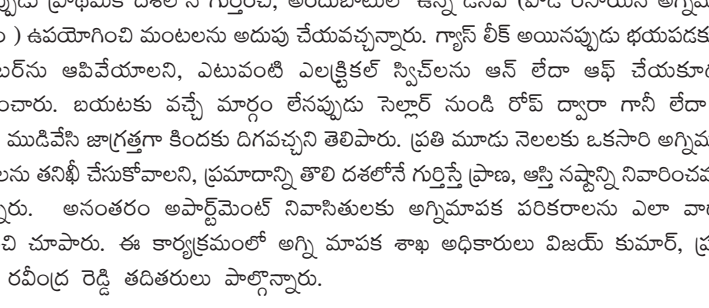 ప్రాథమిక దశలోనే గుర్తించి, అందుబాటులో ఉన్న
) ఉపయోగించి మంటలను అదుపు చేయవచ్చన్నారు. గ్యాస్ లీక్ అయినప్పుడు భయపడక
బర్‌ను ఆపివేయాలని, ఎటువంటి ఎలక్ట్రికల్ స్విచ్‌లను ఆన్ లేదా ఆఫ్ చేయకూ
ంచారు. బయటకు వచ్చే మార్గం లేనప్పుడు సెల్లార్ నుండి రోప్ ద్వారా గానీ లేదా
ముడివేసి జాగ్రత్తగా కిందకు దిగవచ్చని తెలిపారు. ప్రతి మూడు నెలలకు ఒకసారి అగ్నిమ
లను తనిఖీ చేసుకోవాలని, ప్రమాదాన్ని తొలి దశలోనే గుర్తిస్తే ప్రాణ, ఆస్తి నష్టాన్ని నివారించవ
్నారు. అనంతరం అపార్ట్‌మెంట్ నివాసితులకు అగ్నిమాపక పరికరాలను ఎలా వా
చి చూపారు. ఈ కార్యక్రమంలో అగ్ని మాపక శాఖ అధికారులు విజయ్ కుమార్, ప్ర
రవీంద్ర రెడ్డి తదితరులు పాల్గొన్నారు.